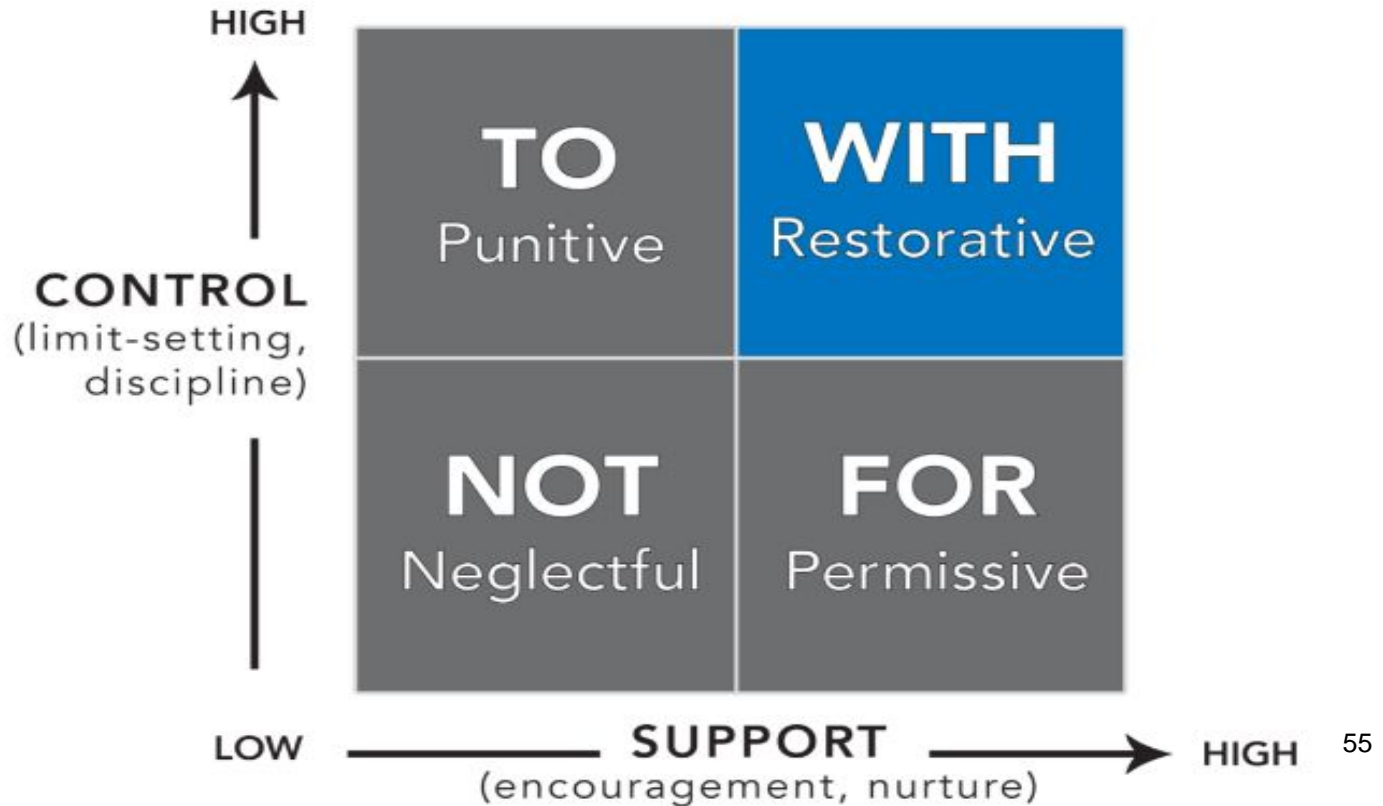 HIGH
TO
Punitive
WITH
Restorative
CONTROL
(limit-setting,
discipline)
NOT
Neglectful
FOR
Permissive
LOW
SUPPORT
(encouragement, nurture)
HIGH
55